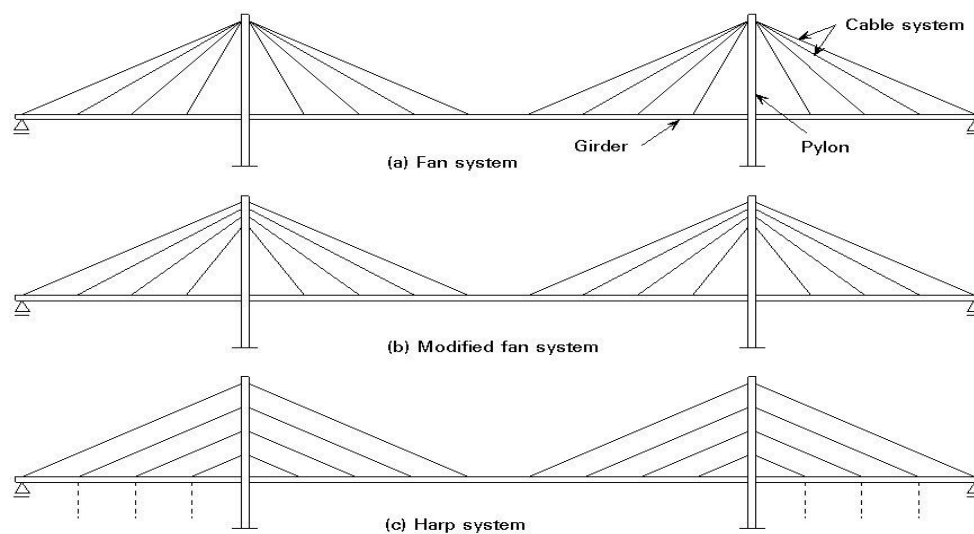 Cable system
Girder
Pylon
(a) Fan system
(b) Modified fan system
(c) Harp system